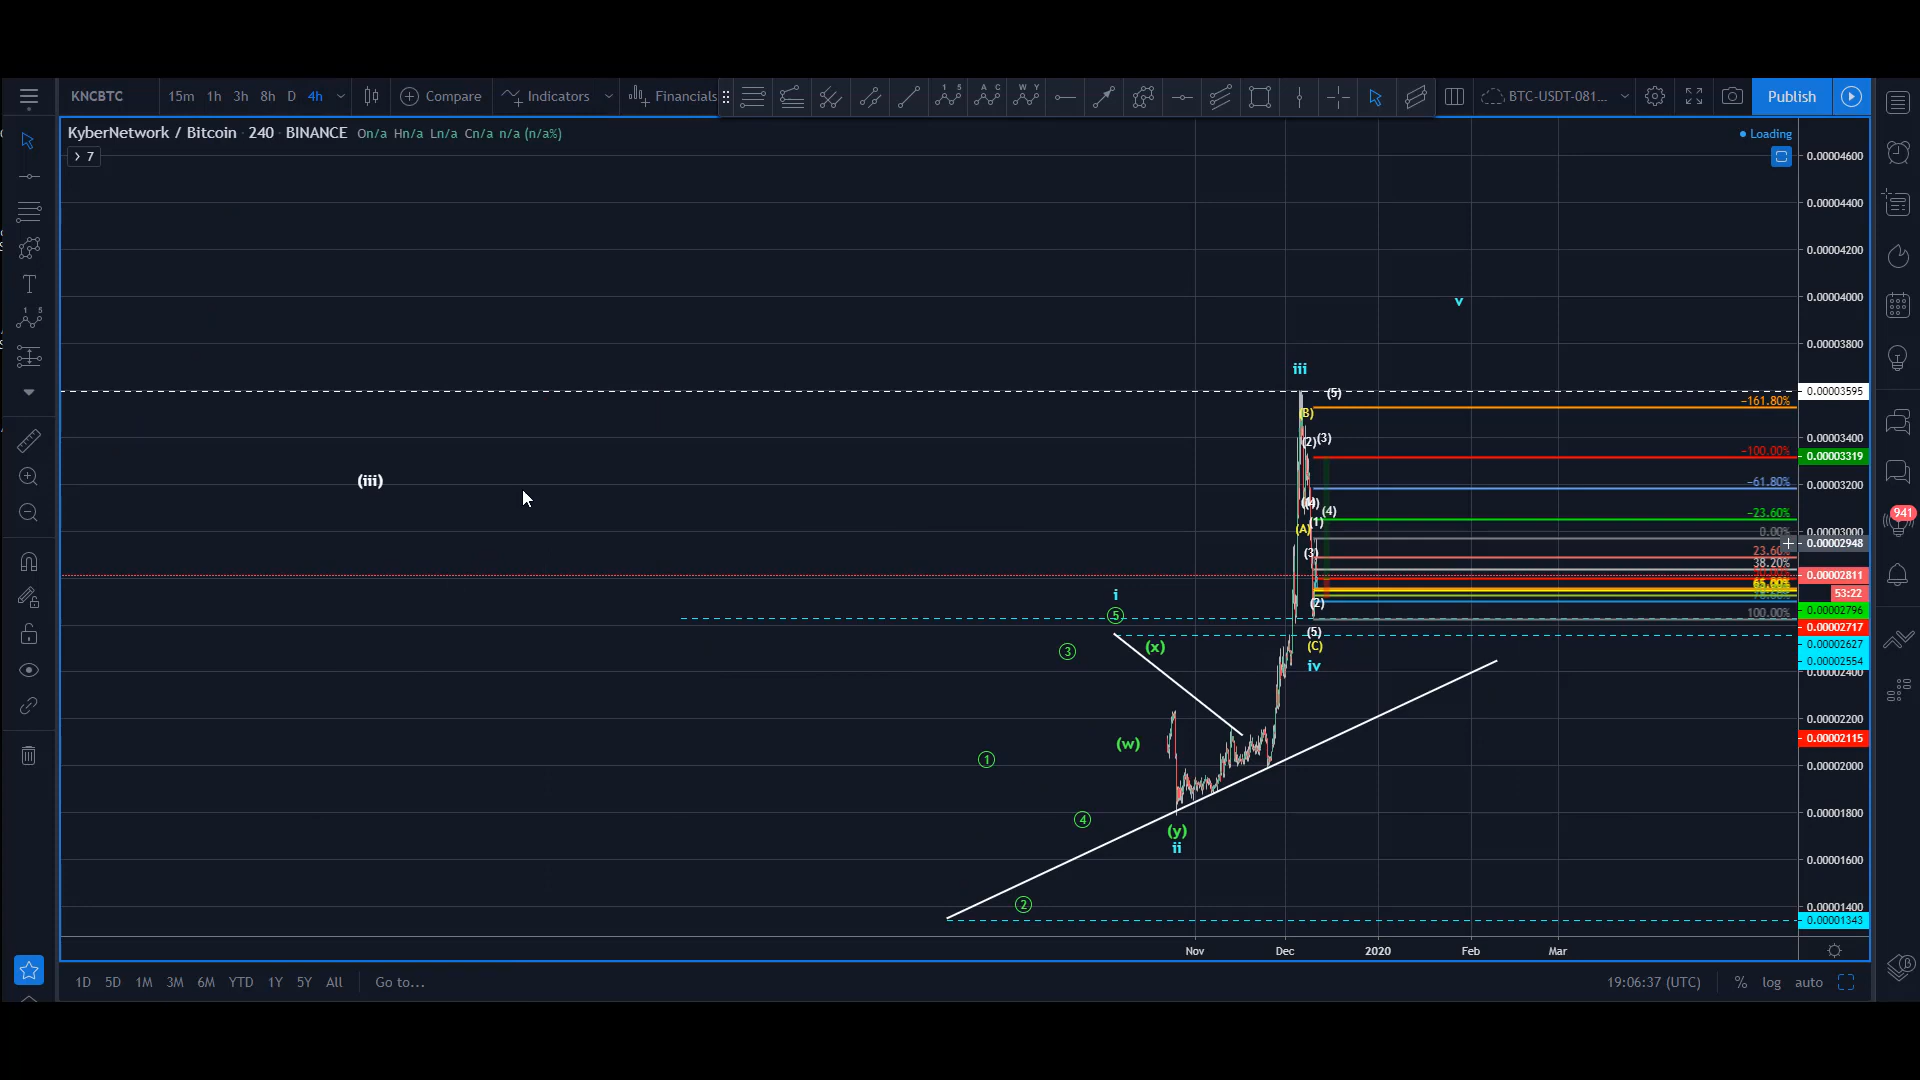 KNCBTC 15m 1h 3h 8h D 4h Compare Indicators Financials BTC-USDT-081... Publish
KyberNetwork / Bitcoin · 240 · BINANCE On/a Hn/a Ln/a Cn/a n/a (n/a%)
Loading
7
0.00004600
0.00004400
0.00004200
0.00004000
v
0.00003800
iii
0.00003595
(5)
-161.80%
(B)
0.00003400
(2) (3)
-100.00%
0.00003319
(iii)
-61.80%
0.00003200
(4)
-23.60%
941
(1)
(A)
0.00%
0.00003000
0.00002948
(3)
23.60%
38.20%
0.00002811
65.00%
53:22
i
(2)
100.00%
0.00002796
5
0.00002717
(5)
(x)
(C)
0.00002627
3
0.00002554
iv
0.00002400
0.00002200
(w)
0.00002115
1
0.00002000
4
0.00001800
(y)
ii
0.00001600
2
0.00001400
0.00001343
Nov Dec 2020 Feb Mar
1D 5D 1M 3M 6M YTD 1Y 5Y All Go to... 19:06:37 (UTC) % log auto